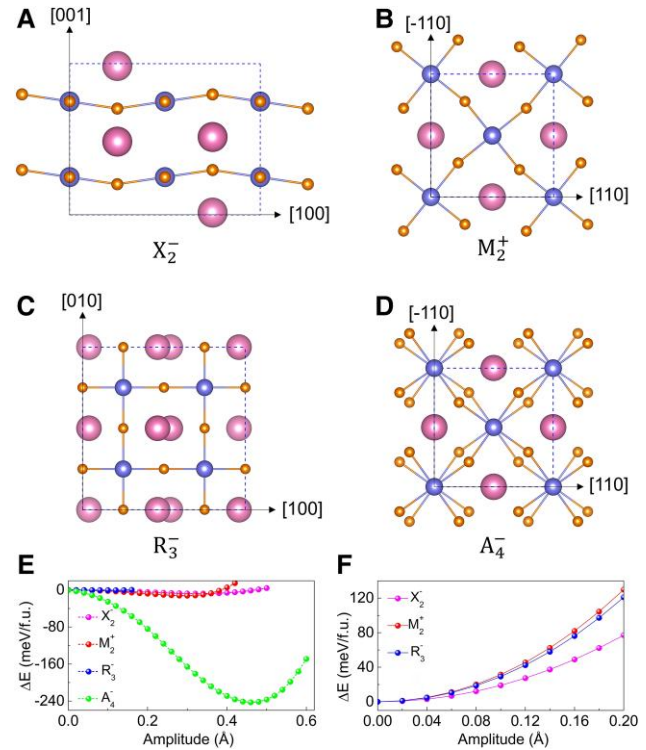 A
[001]
[100]
X₂⁻
B
[-110]
[110]
M₂⁺
C
[010]
[100]
R₃⁻
D
[-110]
[110]
A₄⁻
E
0
-80
-160
-240
ΔE (meV/f.u.)
X₂⁻
M₂⁺
R₃⁻
A₄⁻
0.0 0.2 0.4 0.6
Amplitude (Å)
F
120
80
40
0
ΔE (meV/f.u.)
X₂⁻
M₂⁺
R₃⁻
0.00 0.04 0.08 0.12 0.16 0.20
Amplitude (Å)